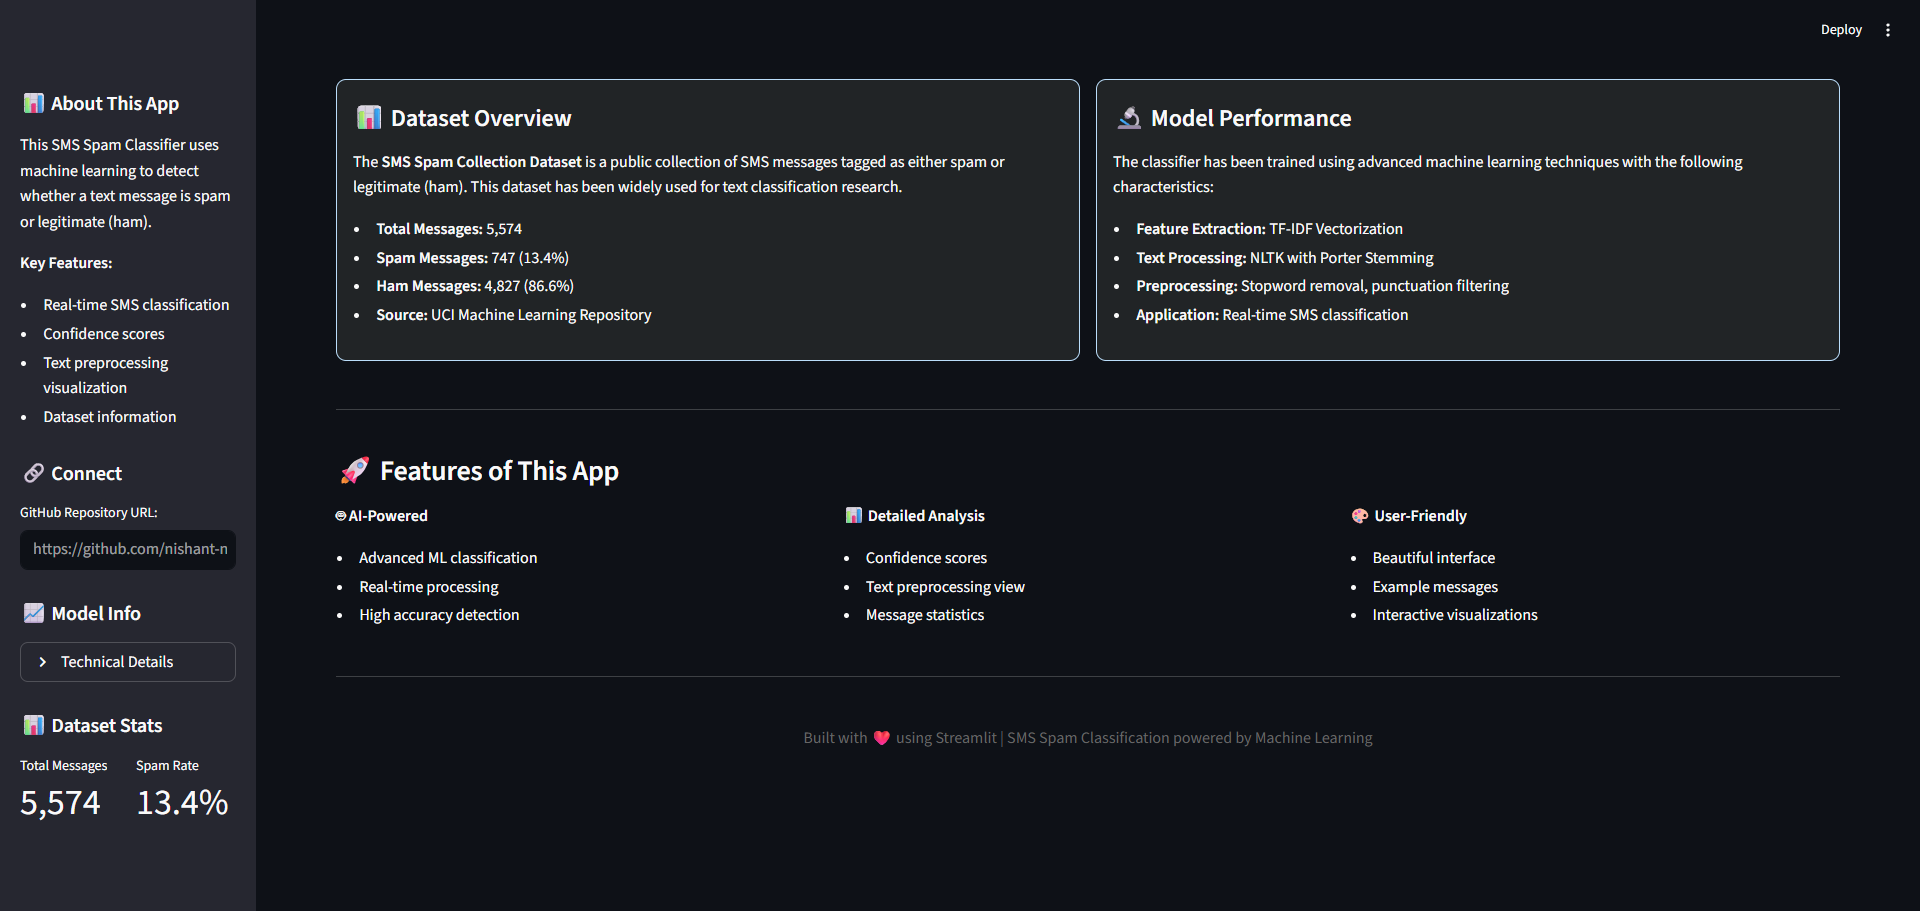 Deploy
About This App
This SMS Spam Classifier uses
machine learning to detect
whether a text message is spam
or legitimate (ham).
Key Features:
Real-time SMS classification
Confidence scores
Text preprocessing
visualization
Dataset information
Connect
GitHub Repository URL:
https://github.com/nishant-n
Model Info
Technical Details
Dataset Stats
Total Messages Spam Rate
5,574 13.4%
Dataset Overview
The SMS Spam Collection Dataset is a public collection of SMS messages tagged as either spam or
legitimate (ham). This dataset has been widely used for text classification research.
Total Messages: 5,574
Spam Messages: 747 (13.4%)
Ham Messages: 4,827 (86.6%)
Source: UCI Machine Learning Repository
Model Performance
The classifier has been trained using advanced machine learning techniques with the following
characteristics:
Feature Extraction: TF-IDF Vectorization
Text Processing: NLTK with Porter Stemming
Preprocessing: Stopword removal, punctuation filtering
Application: Real-time SMS classification
Features of This App
AI-Powered
Advanced ML classification
Real-time processing
High accuracy detection
Detailed Analysis
Confidence scores
Text preprocessing view
Message statistics
User-Friendly
Beautiful interface
Example messages
Interactive visualizations
Built with ❤️ using Streamlit | SMS Spam Classification powered by Machine Learning